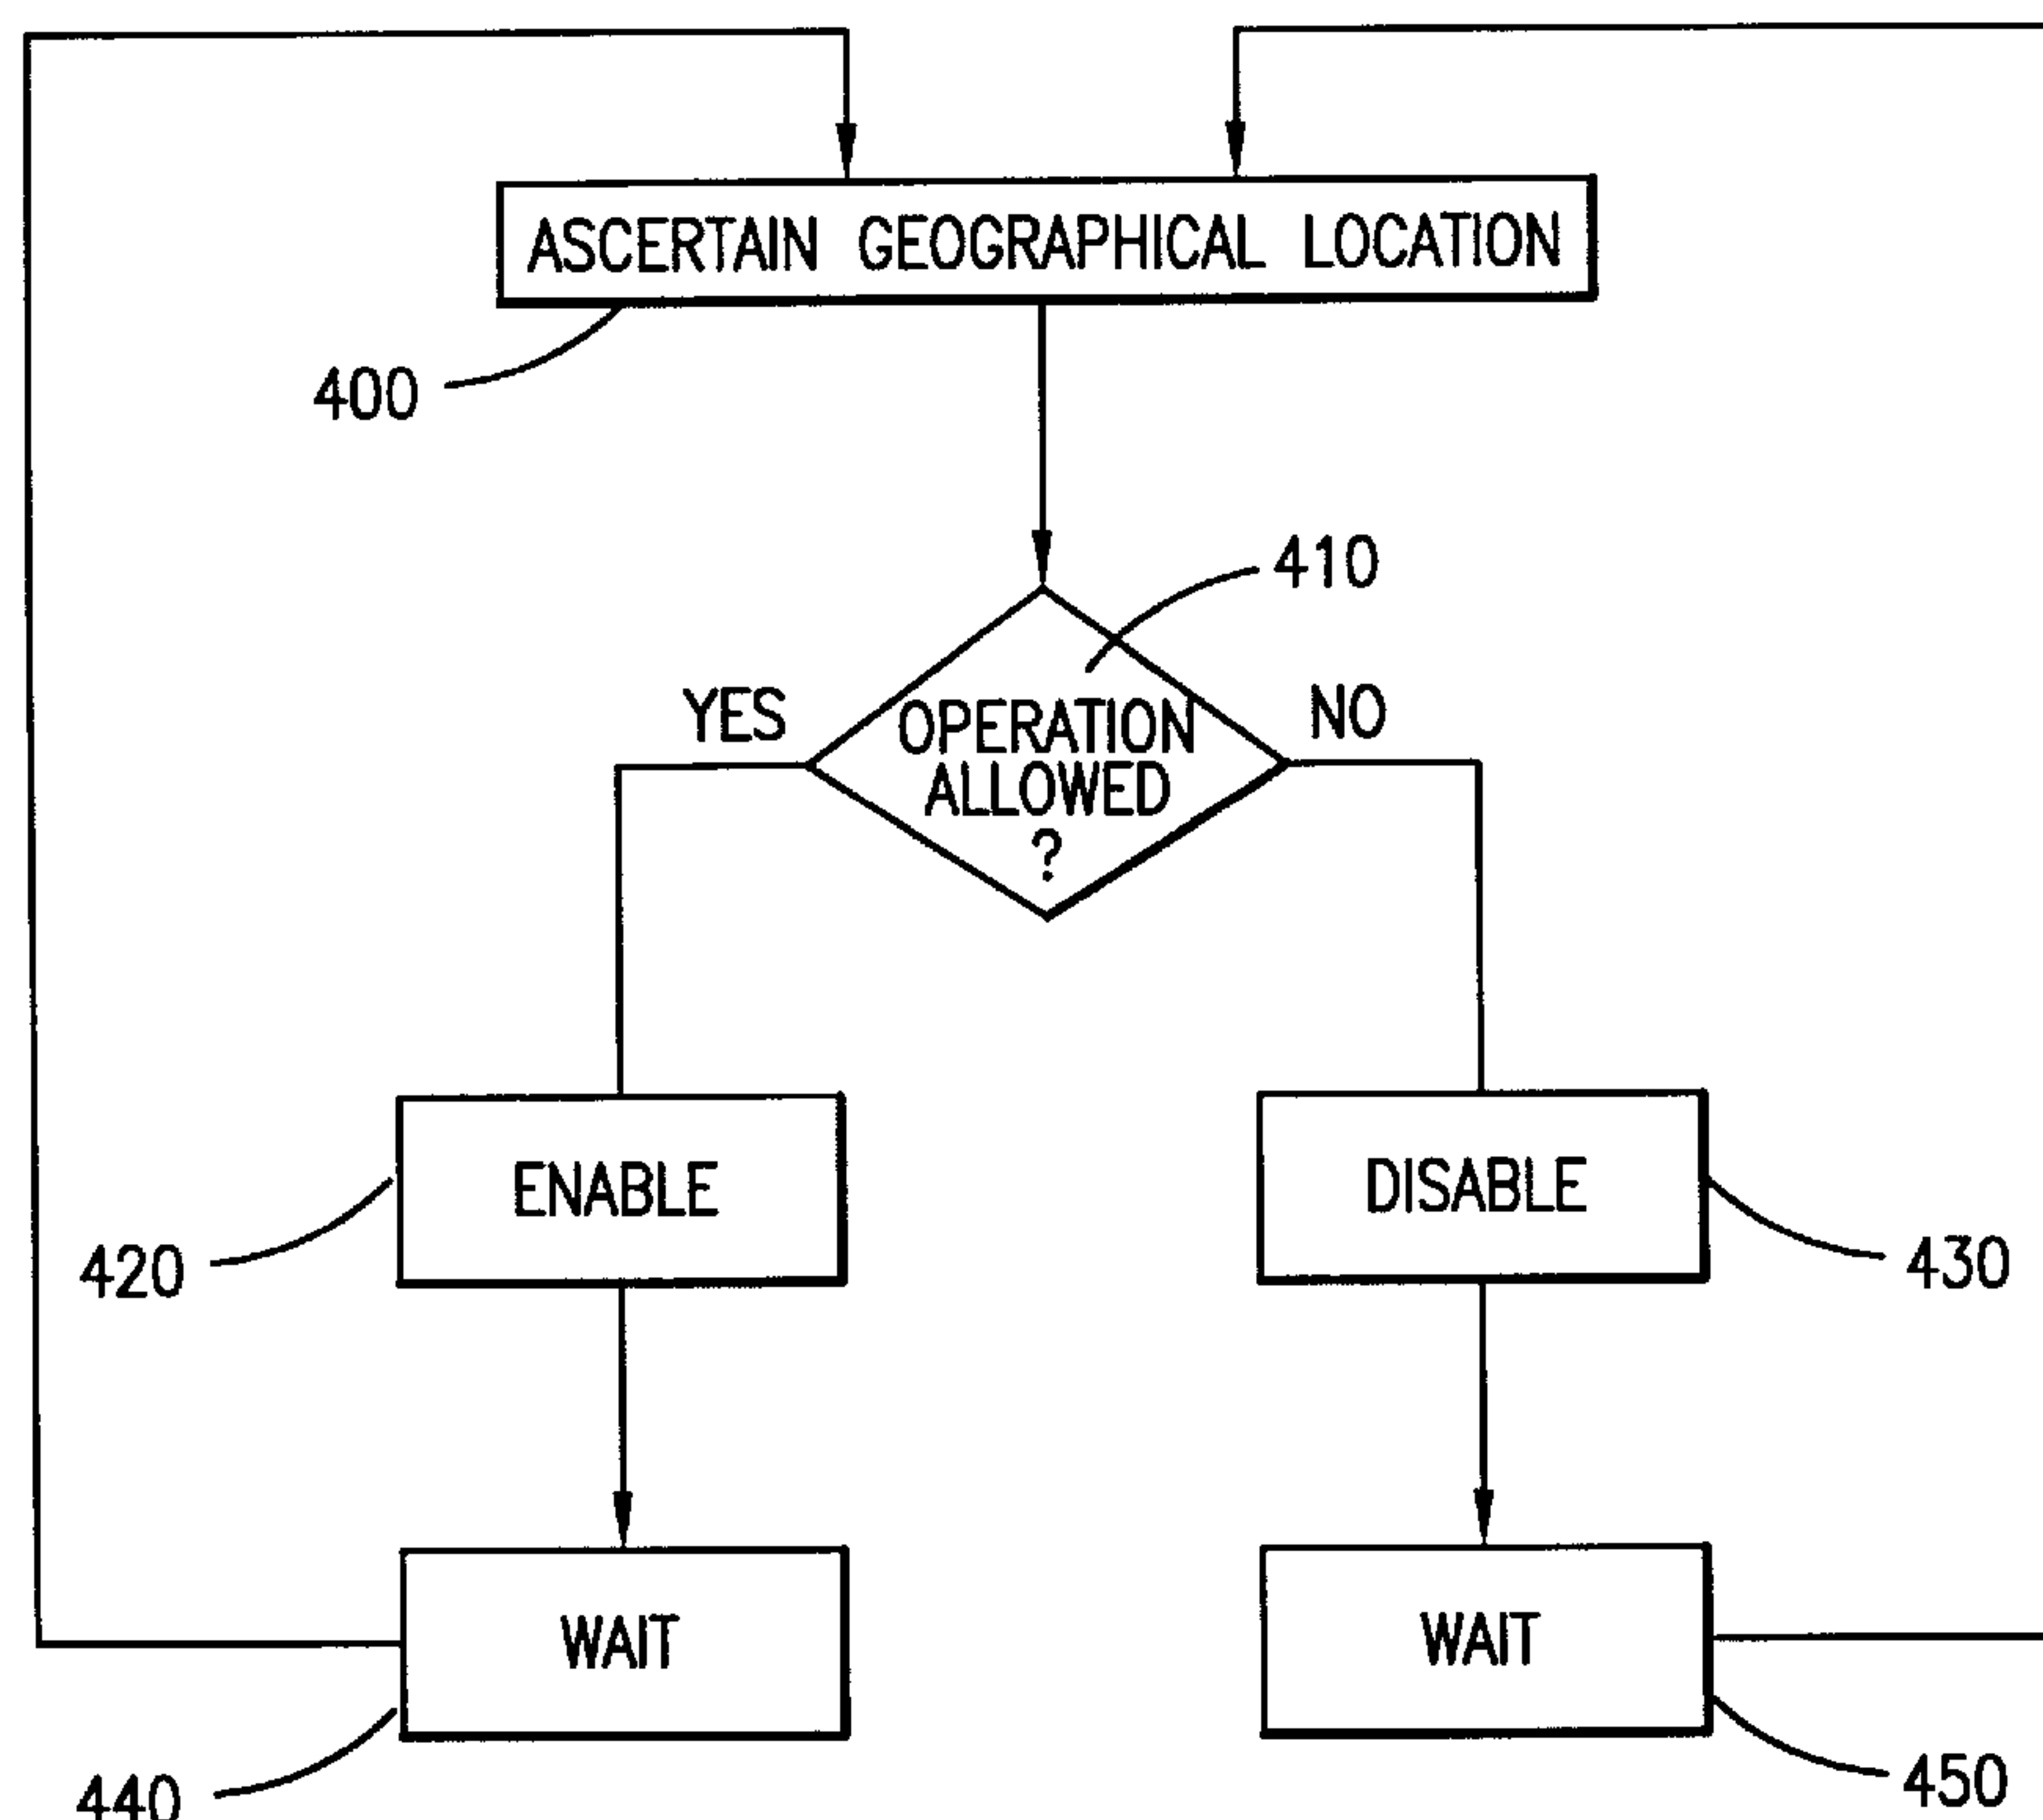 ASCERTAIN GEOGRAPHICAL LOCATION
400
410
YES
NO
OPERATION
ALLOWED
?
ENABLE
DISABLE
420
430
WAIT
WAIT
440
450